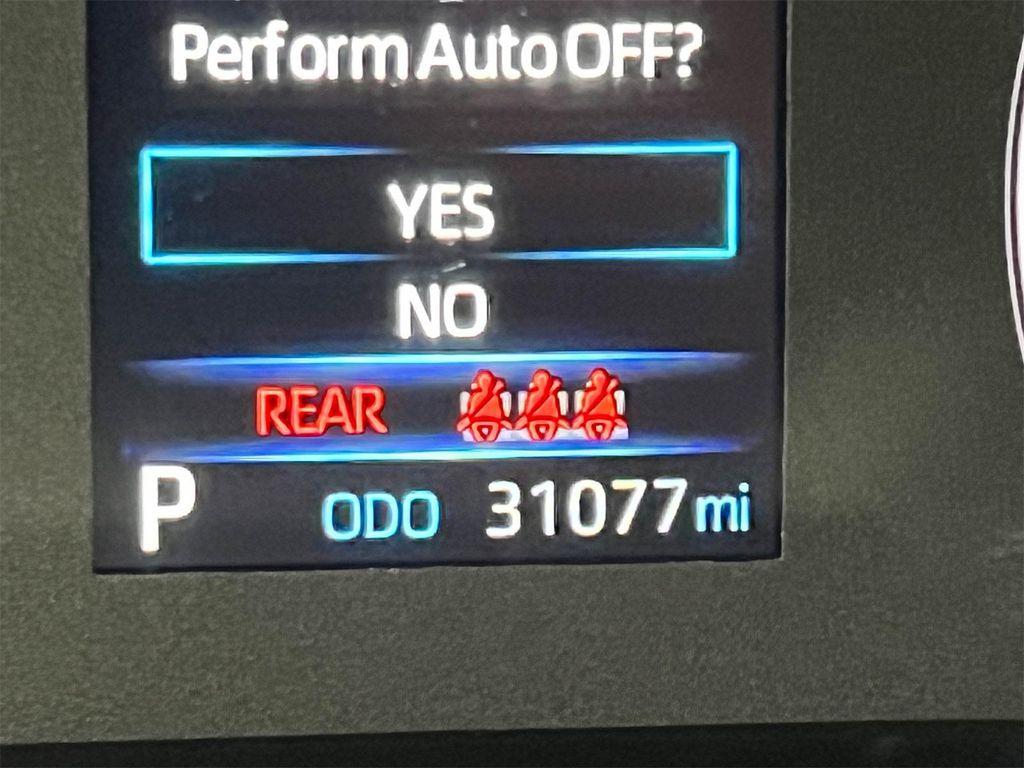 Perform Auto OFF?
YES
NO
REAR
P ODO 31077 mi